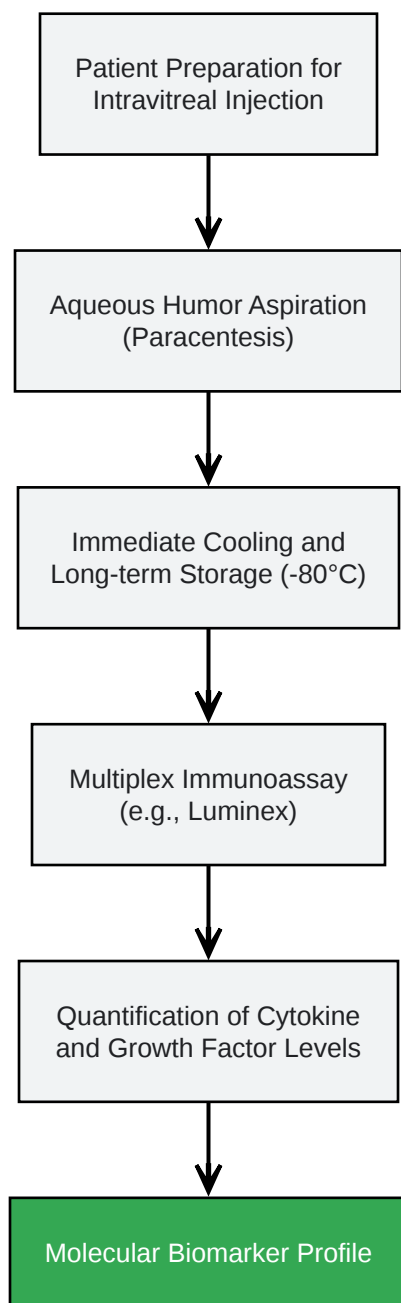 Patient Preparation for
Intravitreal Injection
Aqueous Humor Aspiration
(Paracentesis)
Immediate Cooling and
Long-term Storage (-80°C)
Multiplex Immunoassay
(e.g., Luminex)
Quantification of Cytokine
and Growth Factor Levels
Molecular Biomarker Profile